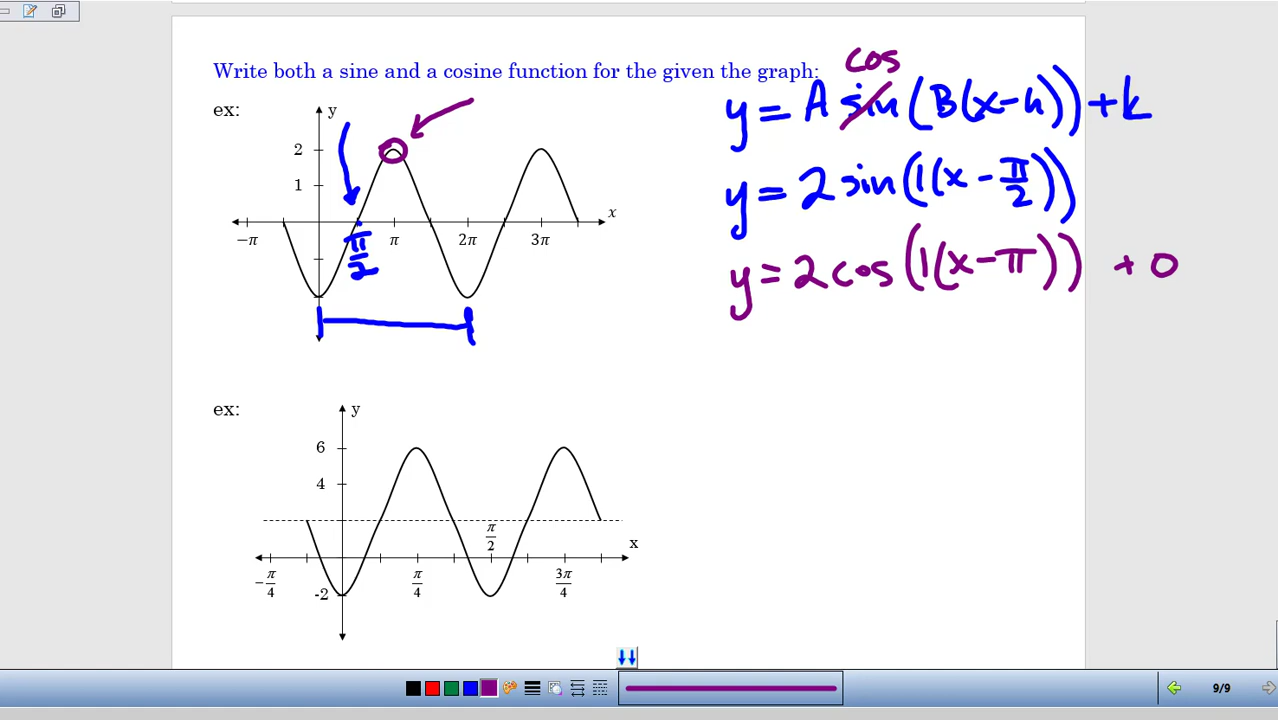 Write both a sine and a cosine function for the given the graph:
cos
ex:
y = A sin (B(x-h)) + k
y
2
1
x
-π
π
2π
3π
π/2
y = 2 sin (1(x - π/2))
y = 2 cos (1(x - π)) + 0
ex:
y
6
4
π/2
x
-π/4
π/4
3π/4
-2
9/9